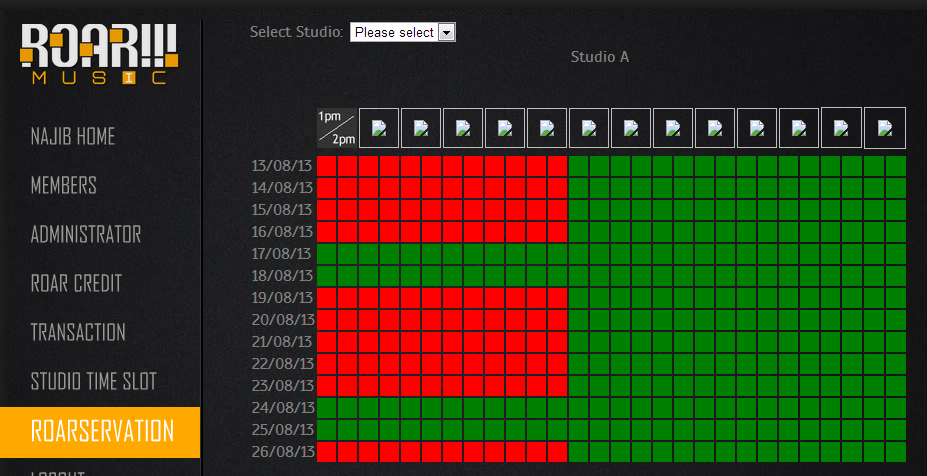 ROAR!!!
MUSIC
NAJIB HOME
MEMBERS
ADMINISTRATOR
ROAR CREDIT
TRANSACTION
STUDIO TIME SLOT
ROARSERVATION
LOGOUT
Select Studio: Please select
Studio A
1pm
2pm
13/08/13
14/08/13
15/08/13
16/08/13
17/08/13
18/08/13
19/08/13
20/08/13
21/08/13
22/08/13
23/08/13
24/08/13
25/08/13
26/08/13